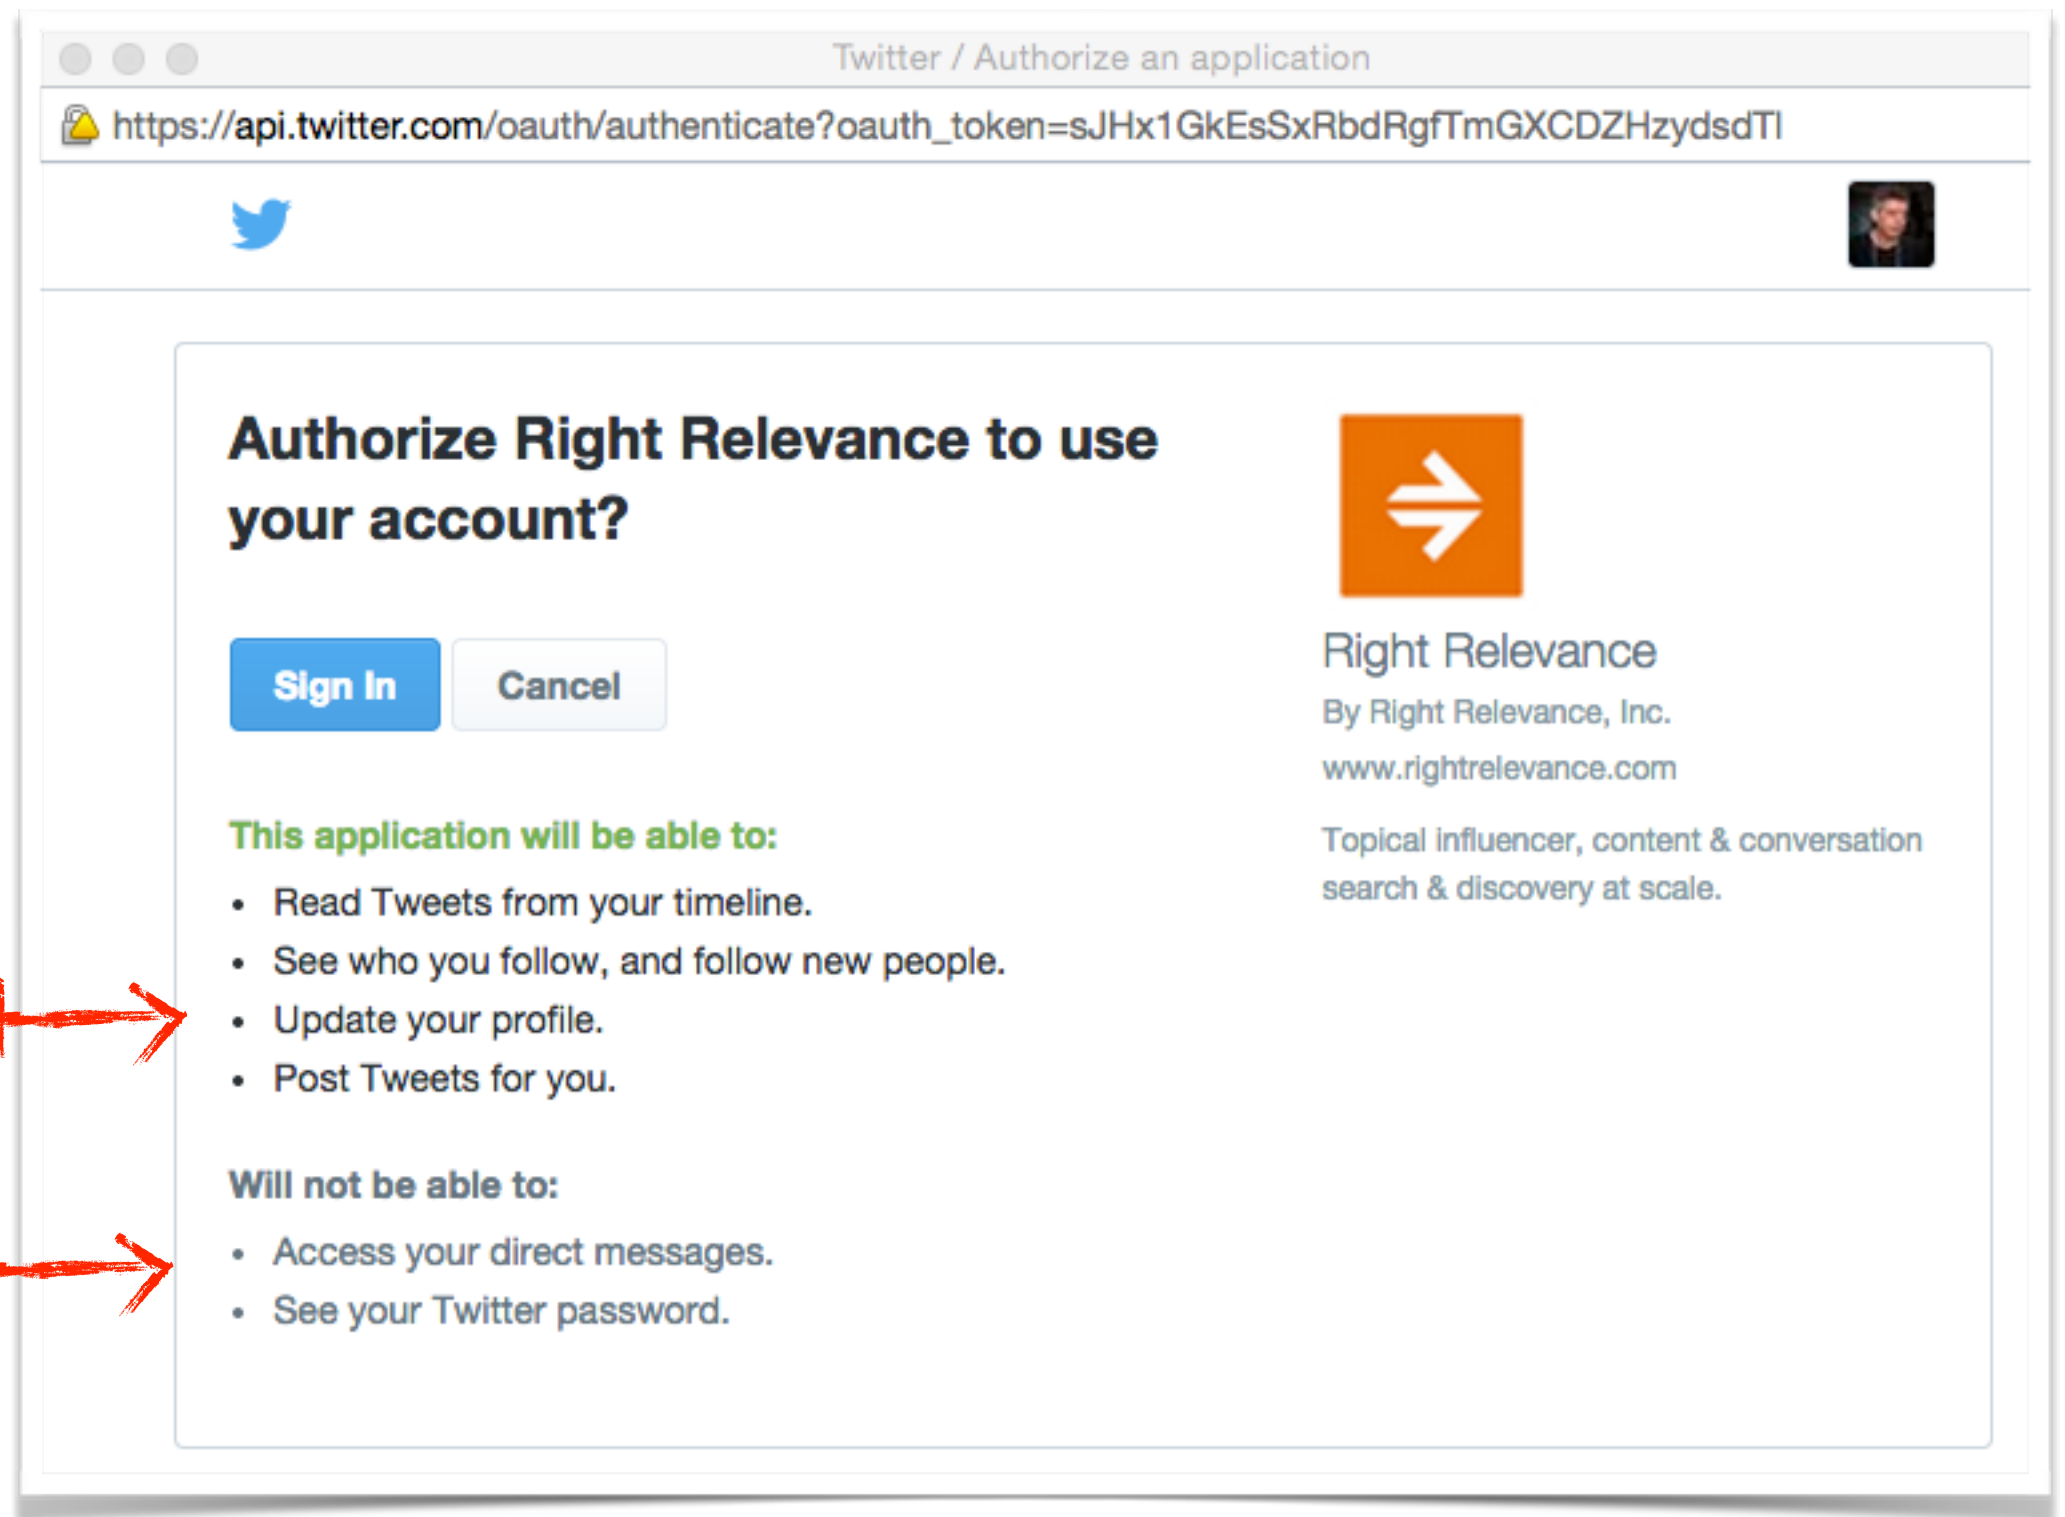 Twitter / Authorize an application
https://api.twitter.com/oauth/authenticate?oauth_token=sJHx1GkEsSxRbdRgfTmGXCDZHzydsdTl
Authorize Right Relevance to use
your account?
Sign In
Cancel
This application will be able to:
• Read Tweets from your timeline.
• See who you follow, and follow new people.
• Update your profile.
• Post Tweets for you.
Will not be able to:
• Access your direct messages.
• See your Twitter password.
Right Relevance
By Right Relevance, Inc.
www.rightrelevance.com
Topical influencer, content & conversation
search & discovery at scale.